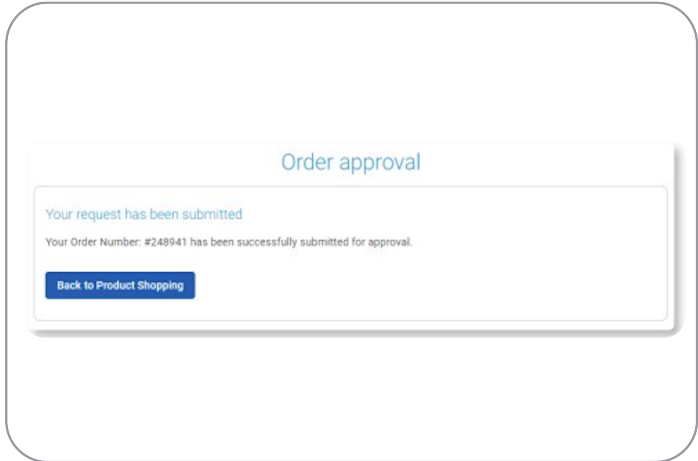 Order approval
Your request has been submitted
Your Order Number: #248941 has been successfully submitted for approval.
Back to Product Shopping